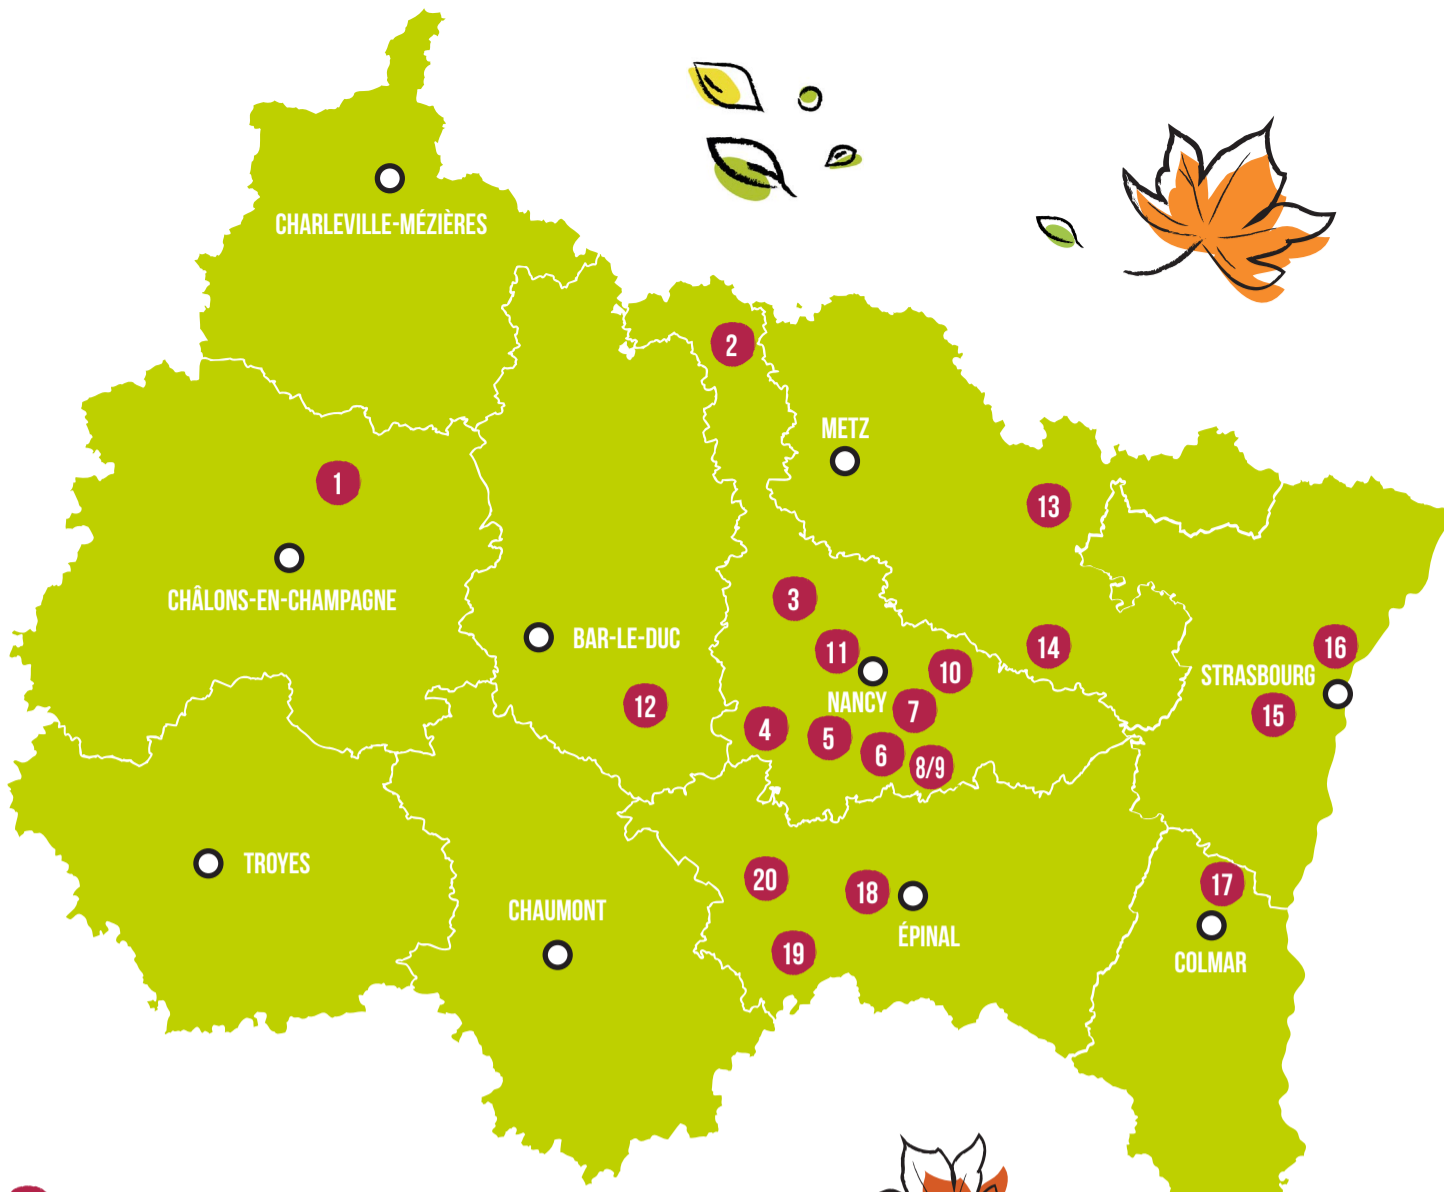 CHARLEVILLE-MÉZIÈRES
2
METZ
1
13
CHÂLONS-EN-CHAMPAGNE
3
BAR-LE-DUC
11
14
16
10
STRASBOURG
NANCY
12
7
15
4
5
6
8/9
TROYES
20
18
17
CHAUMONT
ÉPINAL
19
COLMAR